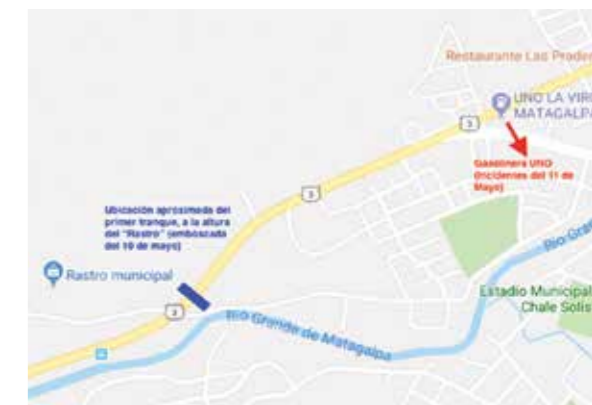 Restaurante Las Prader
UNO LA VIRG
MATAGALPA
3
Gasolinera UNO
(Incidentes del 11 de
Mayo)
3
Ubicación aproximada del
primer tranque, a la altura
del "Rastro" (emboscada
del 10 de mayo)
Rio Gran
Rastro municipal
Estadio Municipal
Chale Solis
3
Rio Grande de Matagalpa